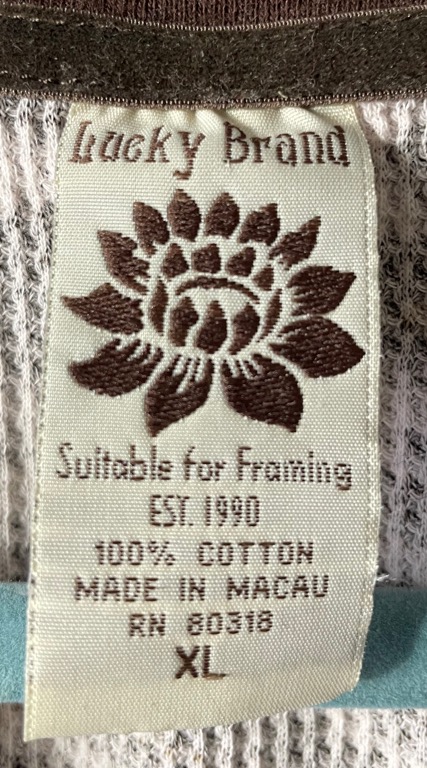 Lucky Brand
Suitable for Framing
EST. 1990
100% COTTON
MADE IN MACAU
RN 80318
XL